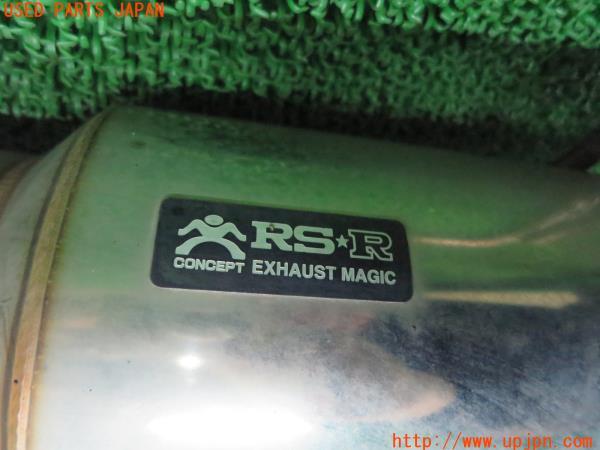 USED PARTS JAPAN
RS★R
CONCEPT EXHAUST MAGIC
http://www.upjpn.com